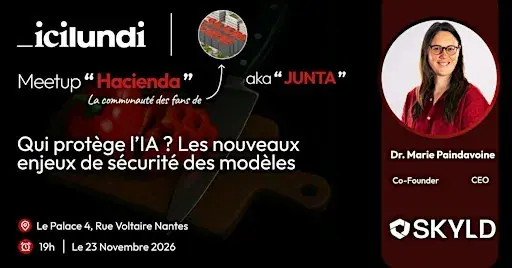 _icilundi
Meetup “ Hacienda ”
aka “ JUNTA ”
La communauté des fans de
Qui protège l’IA ? Les nouveaux
enjeux de sécurité des modèles
Le Palace 4, Rue Voltaire Nantes
19h | Le 23 Novembre 2026
Dr. Marie Paindavoine
Co-Founder CEO
SKYLD